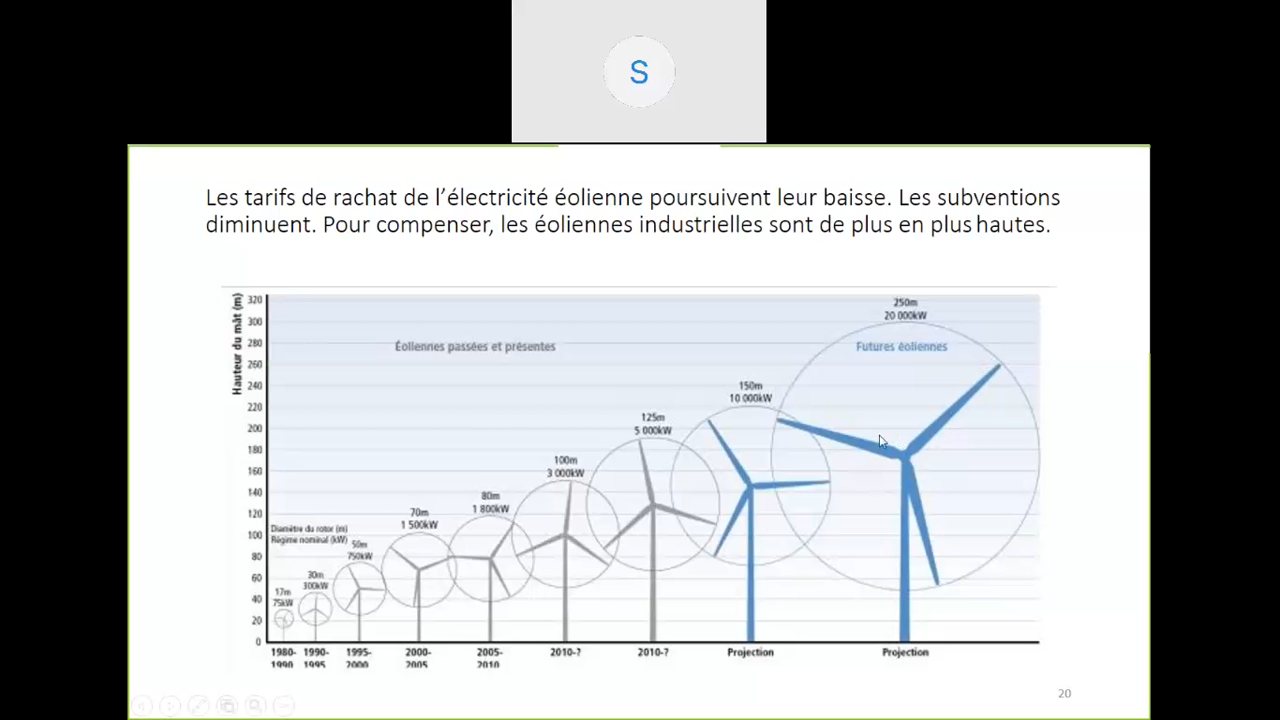 S
Les tarifs de rachat de l’électricité éolienne poursuivent leur baisse. Les subventions
diminuent. Pour compenser, les éoliennes industrielles sont de plus en plus hautes.
Hauteur du mât (m)
320
300
280
260
240
220
200
180
160
140
120
100
80
60
40
20
0
Éoliennes passées et présentes
Futures éoliennes
Diamètre du rotor (m)
Régime nominal (kW)
17m
75kW
30m
300kW
50m
750kW
70m
1 500kW
80m
1 800kW
100m
3 000kW
125m
5 000kW
150m
10 000kW
250m
20 000kW
1980-
1990
1990-
1995
1995-
2000
2000-
2005
2005-
2010
2010-?
2010-?
Projection
Projection
20